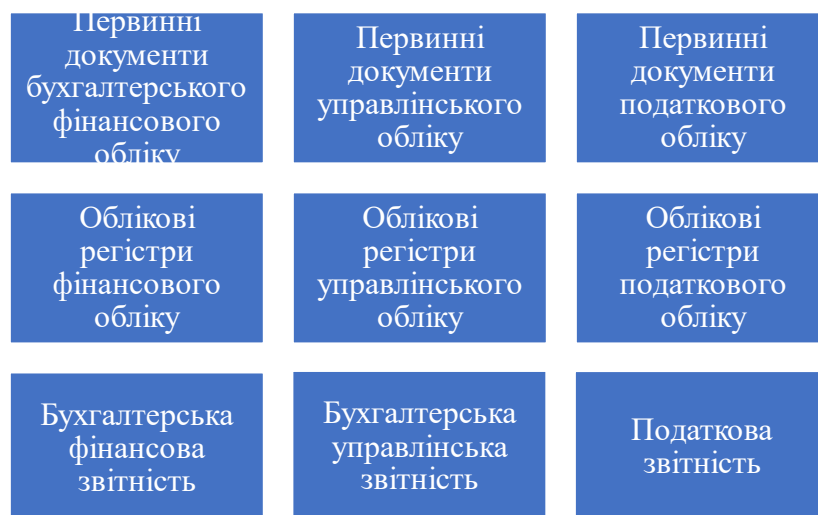 Первинні
документи
бухгалтерського
фінансового
обліку
Первинні
документи
управлінського
обліку
Первинні
документи
податкового
обліку
Облікові
регістри
фінансового
обліку
Облікові
регістри
управлінського
обліку
Облікові
регістри
податкового
обліку
Бухгалтерська
фінансова
звітність
Бухгалтерська
управлінська
звітність
Податкова
звітність